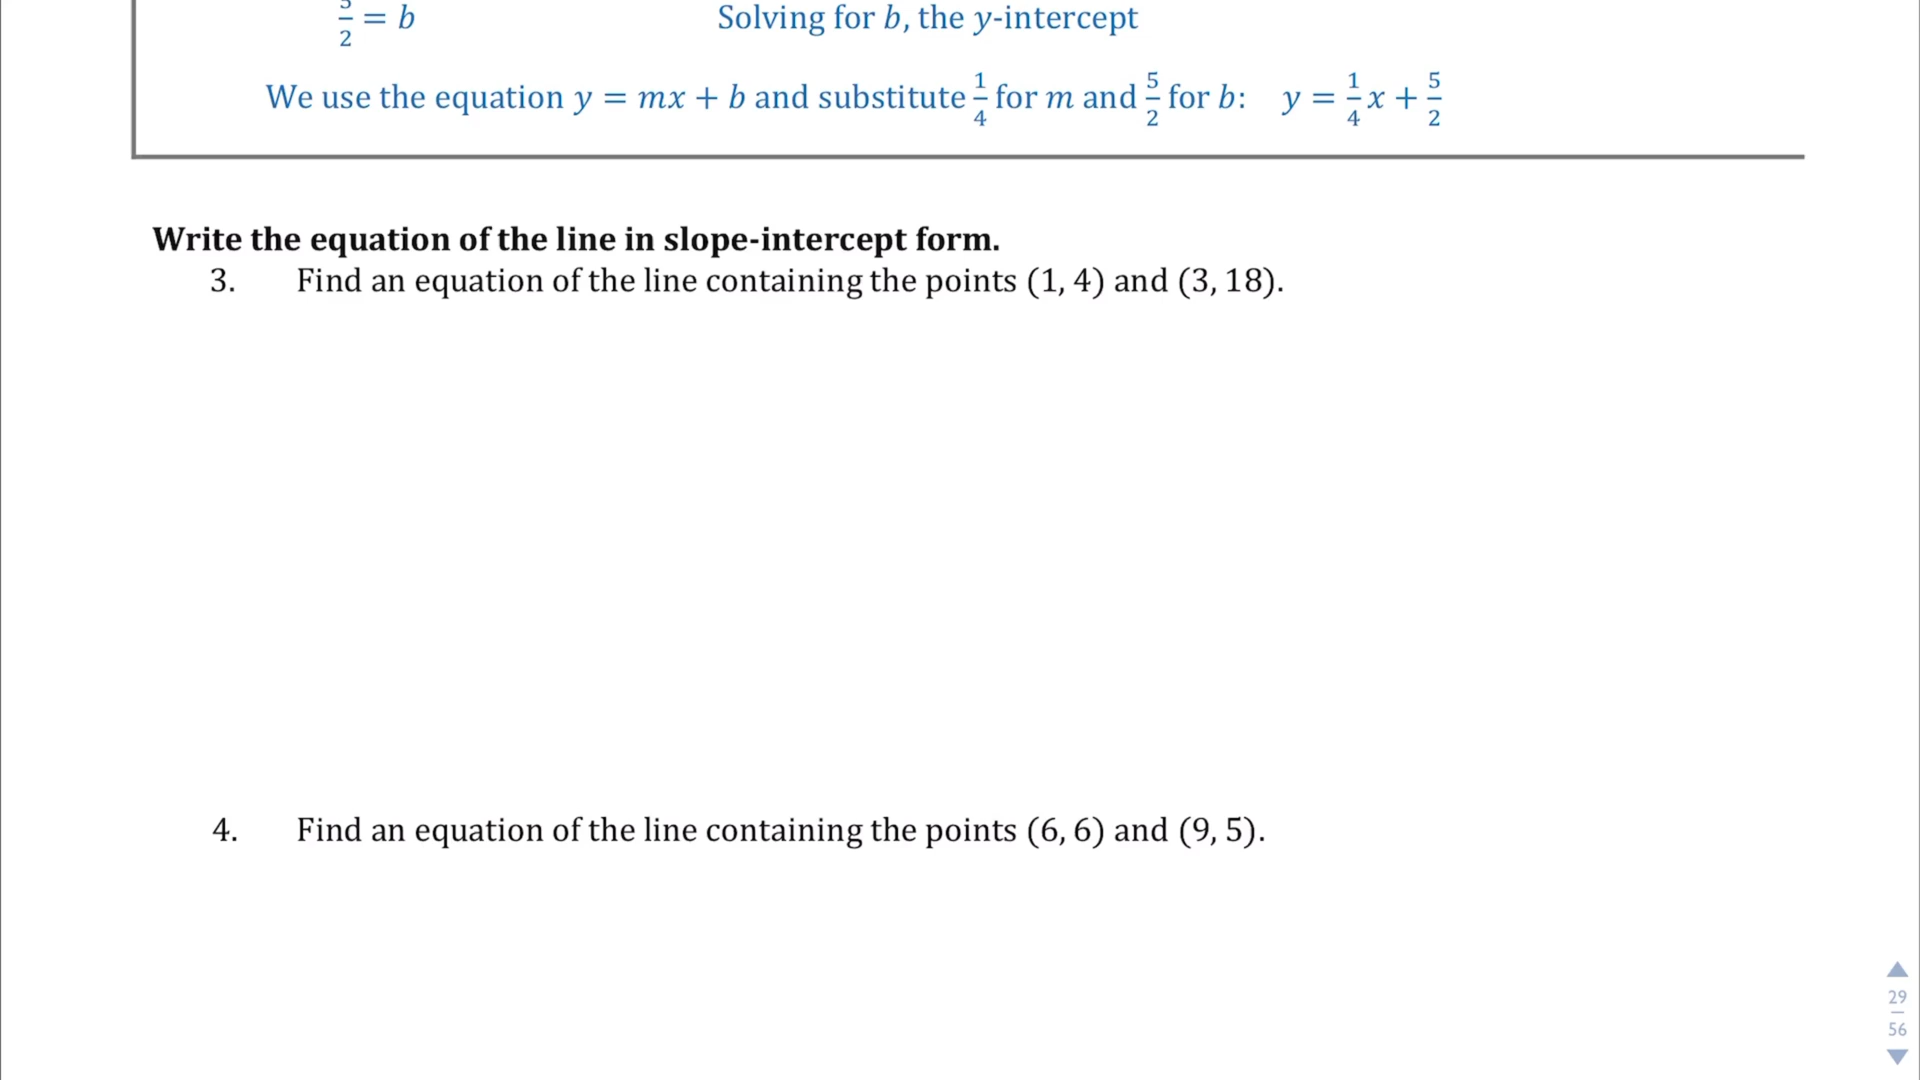 5/2 = b Solving for b, the y-intercept
We use the equation y = mx + b and substitute 1/4 for m and 5/2 for b: y = 1/4 x + 5/2
Write the equation of the line in slope-intercept form.
3. Find an equation of the line containing the points (1, 4) and (3, 18).
4. Find an equation of the line containing the points (6, 6) and (9, 5).
29
56